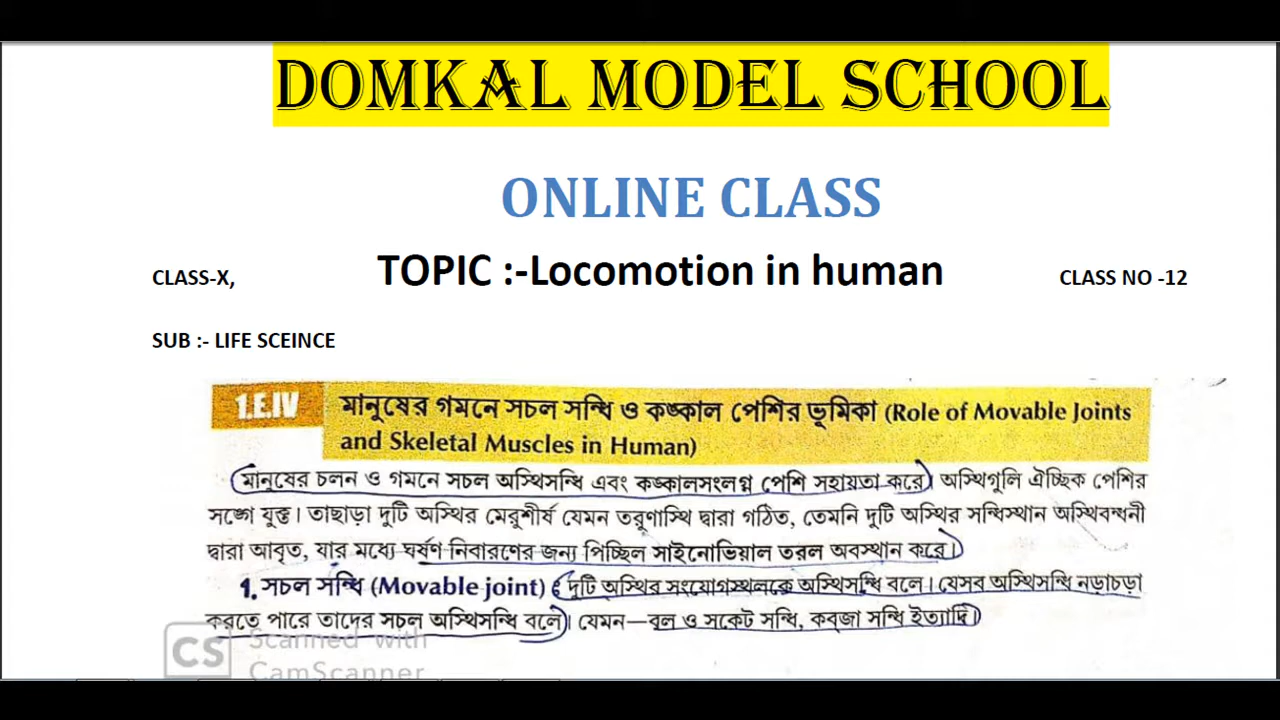 DOMKAL MODEL SCHOOL
ONLINE CLASS
CLASS-X, TOPIC :-Locomotion in human CLASS NO -12
SUB :- LIFE SCEINCE
1.E.IV মানুষের গমনে সচল সন্ধি ও কঙ্কাল পেশির ভূমিকা (Role of Movable Joints
and Skeletal Muscles in Human)
মানুষের চলন ও গমনে সচল অস্থিসন্ধি এবং কঙ্কালসংলগ্ন পেশি সহায়তা করে। অস্থিগুলি ঐচ্ছিক পেশির
সঙ্গে যুক্ত। তাছাড়া দুটি অস্থির মেরুশীর্ষ যেমন তরুণাস্থি দ্বারা গঠিত, তেমনি দুটি অস্থির সন্ধিস্থান অস্থিবন্ধনী
দ্বারা আবৃত, যার মধ্যে ঘর্ষণ নিবারণের জন্য পিচ্ছিল সাইনোভিয়াল তরল অবস্থান করে।
1. সচল সন্ধি (Movable joint) ঃ দুটি অস্থির সংযোগস্থলকে অস্থিসন্ধি বলে। যেসব অস্থিসন্ধি নড়াচড়া
করতে পারে তাদের সচল অস্থিসন্ধি বলে। যেমন—বল ও সকেট সন্ধি, কব্জা সন্ধি ইত্যাদি।
CS Scanned with
CamScanner